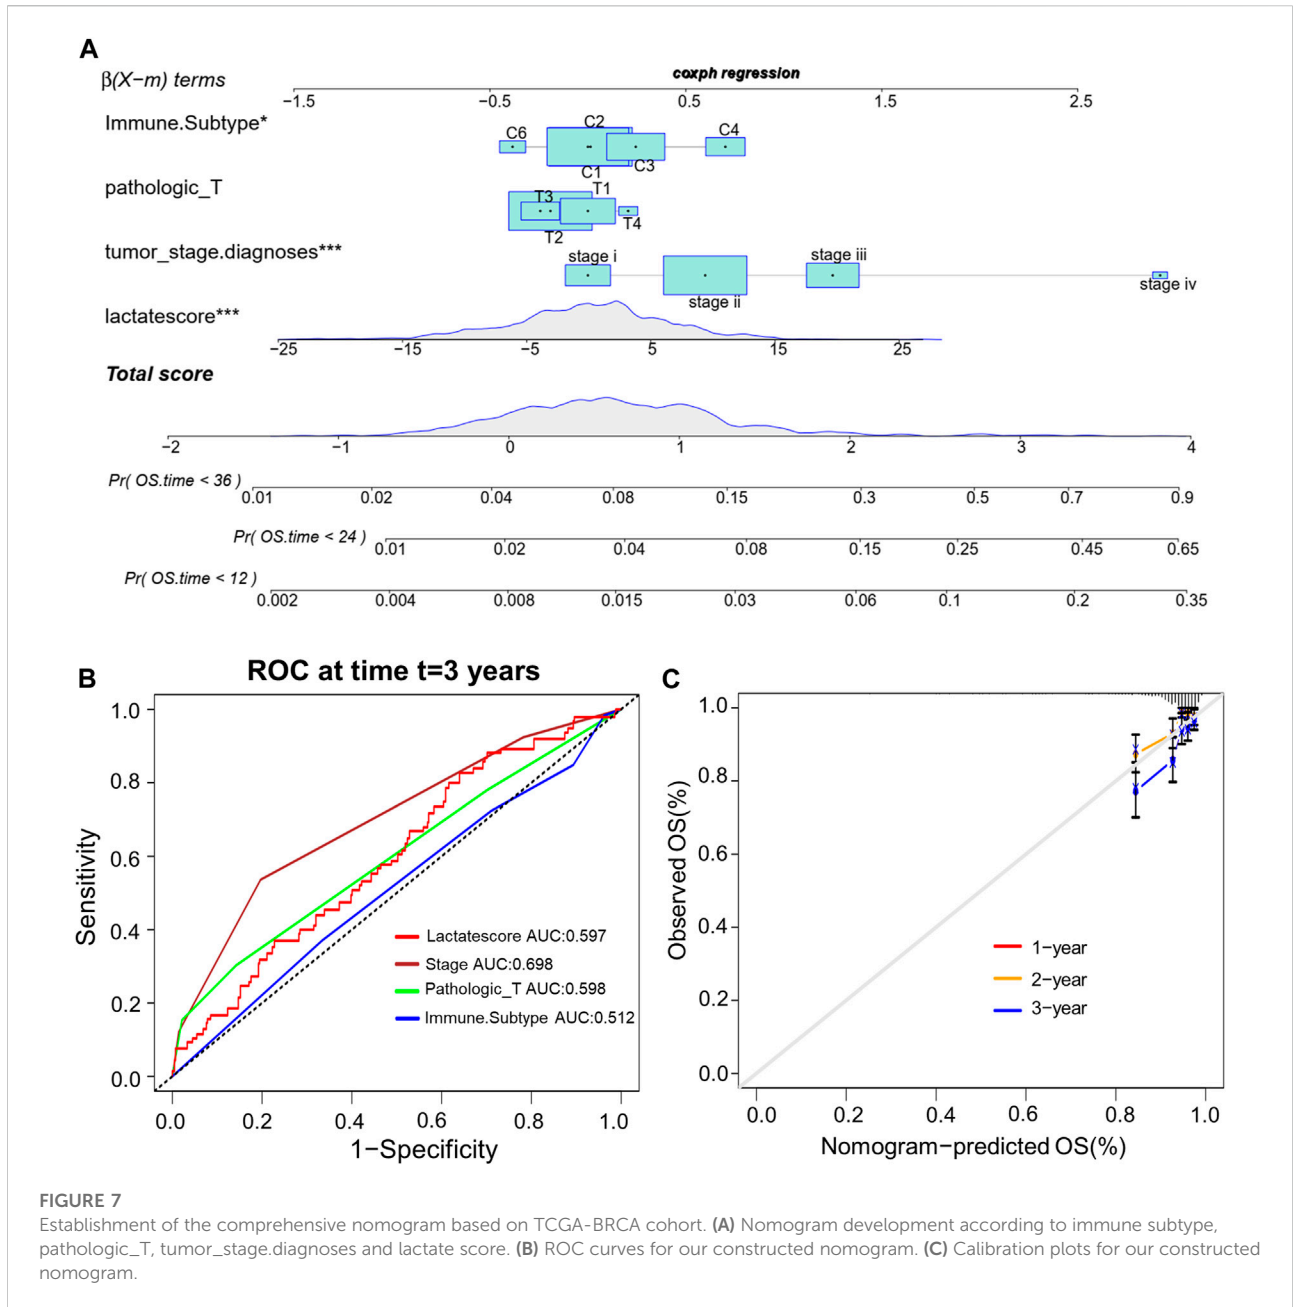 A
β(X−m) terms
coxph regression
−1.5 −0.5 0.5 1.5 2.5
Immune.Subtype*
C6 C2 C4
C1 C3
pathologic_T
T3 T1
T2 T4
tumor_stage.diagnoses***
stage i stage iii
stage ii stage iv
lactatescore***
−25 −15 −5 5 15 25
Total score
−2 −1 0 1 2 3 4
Pr( OS.time < 36 )
0.01 0.02 0.04 0.08 0.15 0.3 0.5 0.7 0.9
Pr( OS.time < 24 )
0.01 0.02 0.04 0.08 0.15 0.25 0.45 0.65
Pr( OS.time < 12 )
0.002 0.004 0.008 0.015 0.03 0.06 0.1 0.2 0.35
B
ROC at time t=3 years
Sensitivity
1.0
0.8
0.6
0.4
0.2
0.0
Lactatescore AUC:0.597
Stage AUC:0.698
Pathologic_T AUC:0.598
Immune.Subtype AUC:0.512
0.0 0.2 0.4 0.6 0.8 1.0
1−Specificity
C
Observed OS(%)
1.0
0.8
0.6
0.4
0.2
0.0
1−year
2−year
3−year
0.0 0.2 0.4 0.6 0.8 1.0
Nomogram−predicted OS(%)
FIGURE 7
Establishment of the comprehensive nomogram based on TCGA-BRCA cohort. (A) Nomogram development according to immune subtype,
pathologic_T, tumor_stage.diagnoses and lactate score. (B) ROC curves for our constructed nomogram. (C) Calibration plots for our constructed
nomogram.